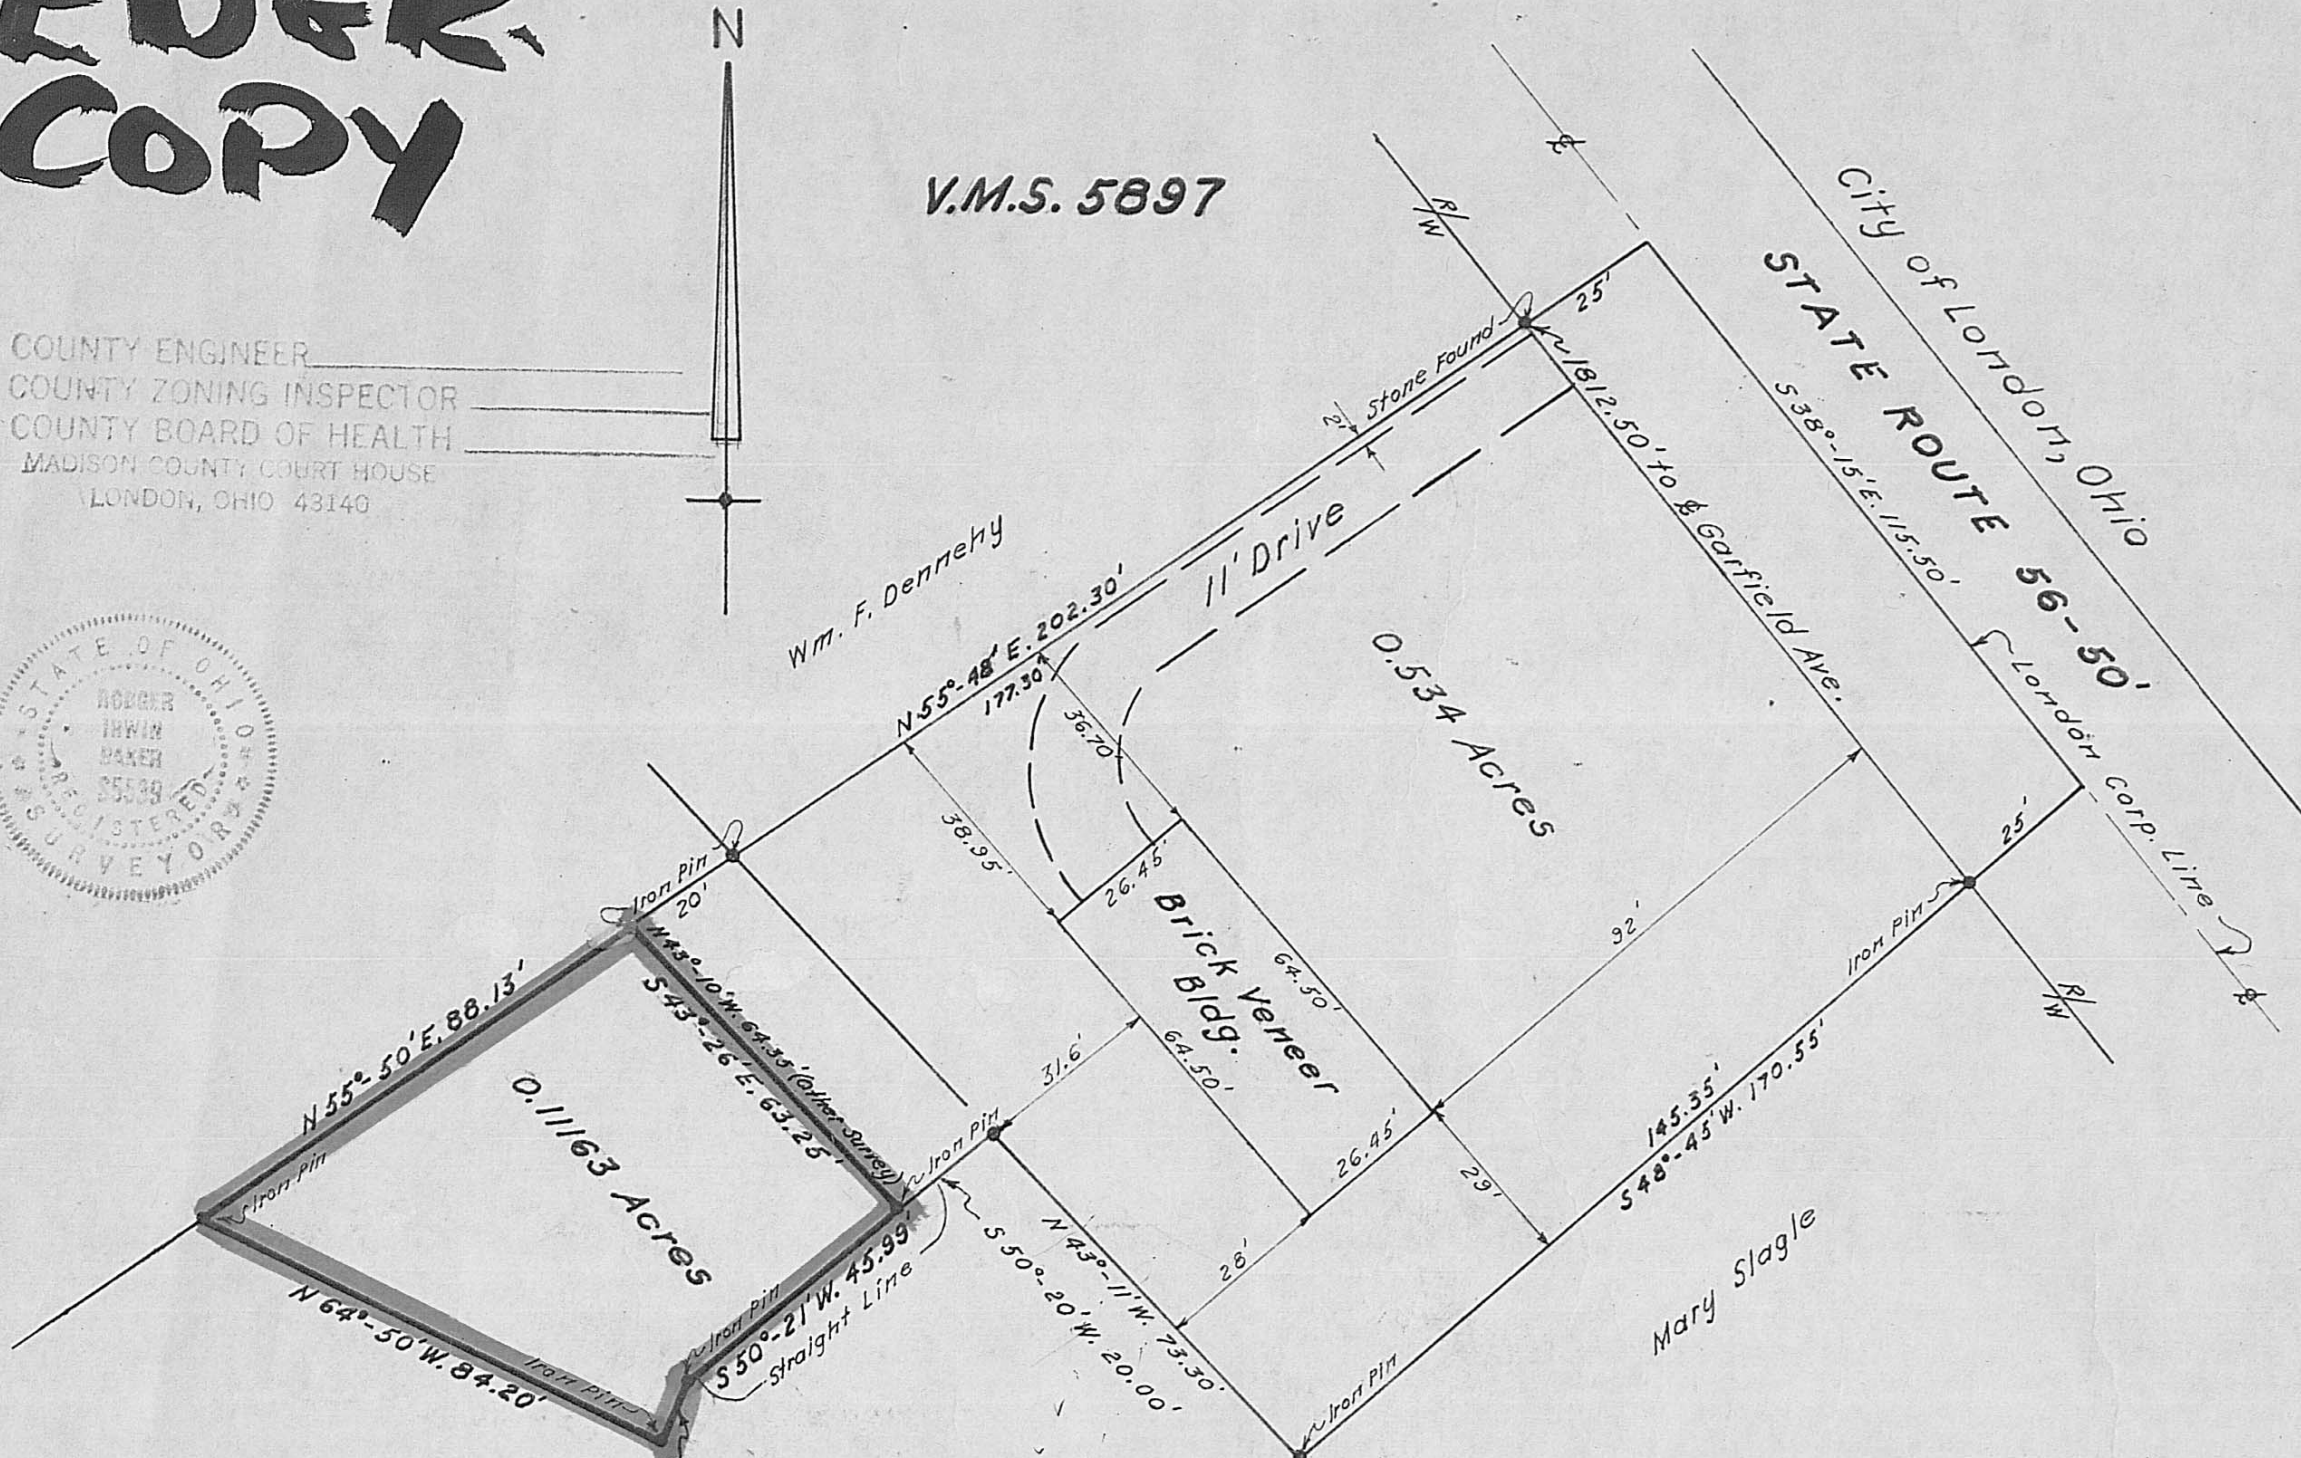 ENGR.
COPY
N
V.M.S. 5897
COUNTY ENGINEER
COUNTY ZONING INSPECTOR
COUNTY BOARD OF HEALTH
MADISON COUNTY COURT HOUSE
LONDON, OHIO 43140
STATE OF OHIO
RODGER
IRWIN
BAKER
S5539
REGISTERED
SURVEYOR
City of London, Ohio
STATE ROUTE 56-50'
S 38°-15' E. 115.50'
London Corp. Line
℄
℄
R/W
R/W
25'
Stone Found
2'
1812.50' to ℄ Garfield Ave.
11' Drive
Wm. F. Dennehy
N 55°-48' E. 202.30'
177.30'
0.534 Acres
36.70'
38.95'
26.45'
Brick Veneer
Bldg.
64.50'
64.50'
92'
25'
Iron Pin
Iron Pin
20'
N 43°-10' W. 64.35' (Other Survey)
S 43°-26' E. 63.25'
N 55°-50' E. 88.13'
0.11163 Acres
Iron Pin
31.6'
Iron Pin
26.45'
29'
28'
145.35'
S 48°-45' W. 170.55'
Mary Slagle
N 43°-11' W. 73.30'
S 50°-20' W. 20.00'
S 50°-21' W. 45.99'
Straight Line
Iron Pin
Iron Pin
N 64°-50' W. 84.20'
Iron Pin